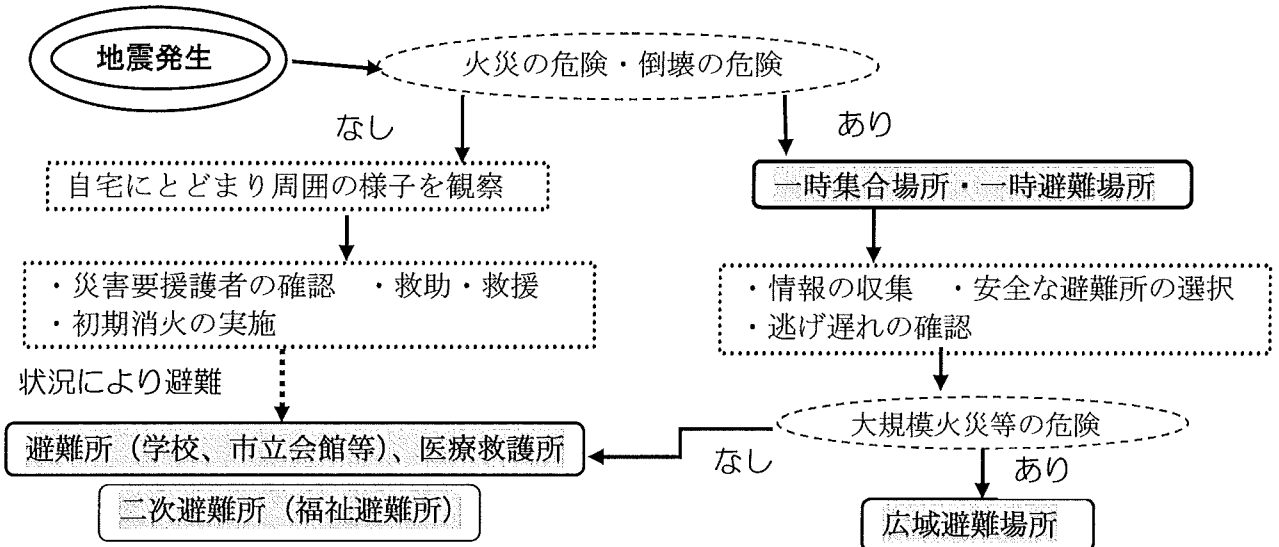 地震発生
火災の危険・倒壊の危険
なし
あり
自宅にとどまり周囲の様子を観察
一時集合場所・一時避難場所
・災害要援護者の確認　・救助・救援
・初期消火の実施
・情報の収集　・安全な避難所の選択
・逃げ遅れの確認
状況により避難
大規模火災等の危険
避難所（学校、市立会館等）、医療救護所
なし
あり
二次避難所（福祉避難所）
広域避難場所